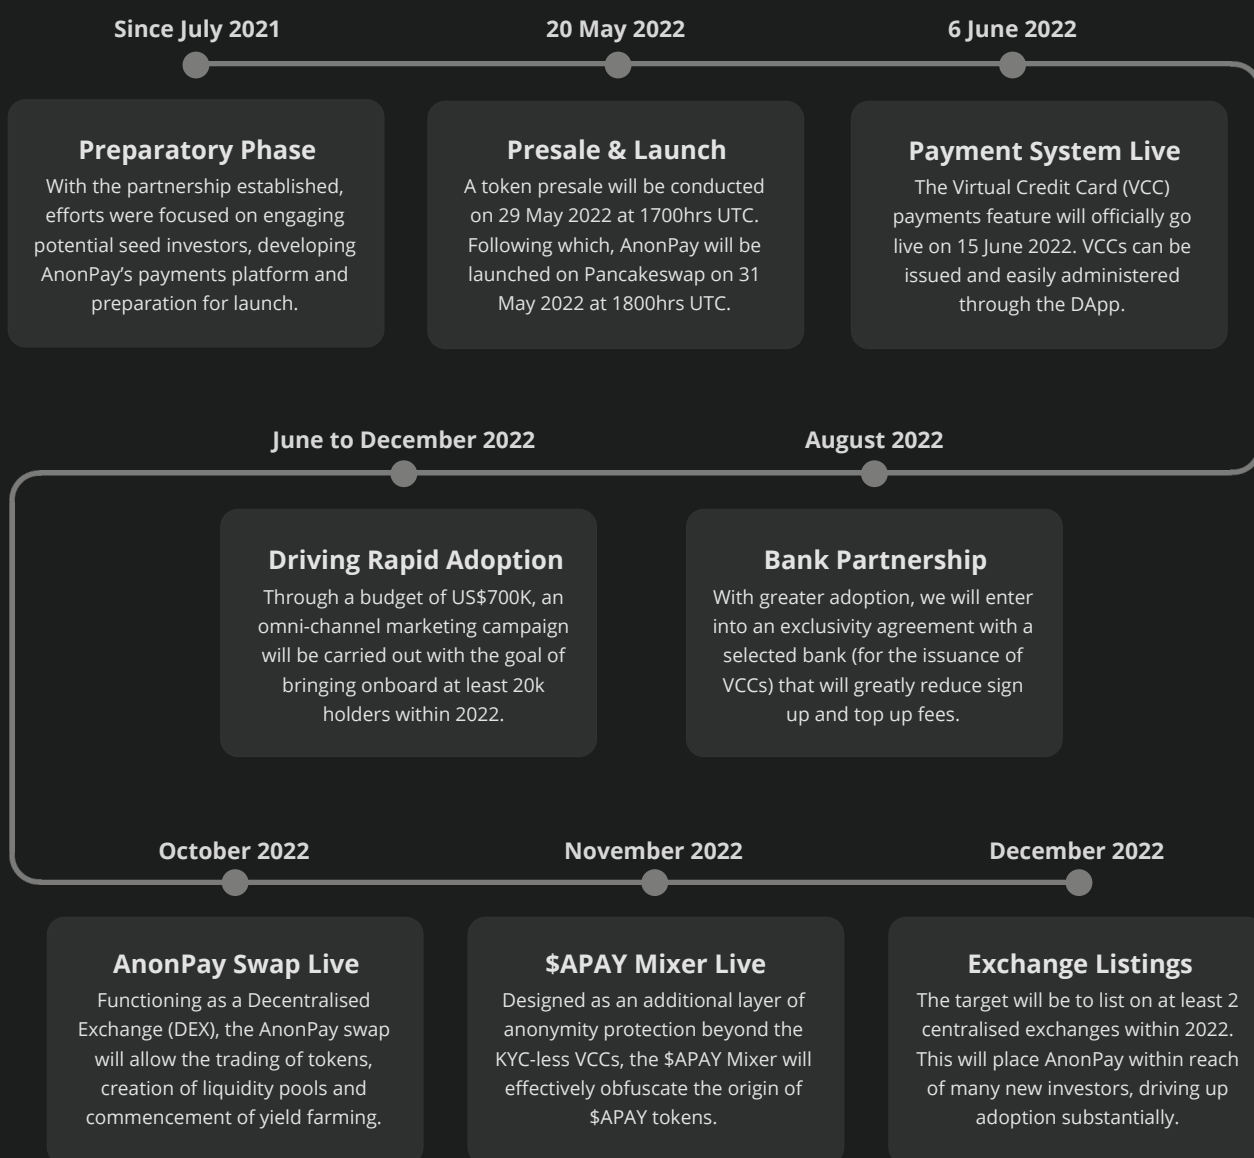 Since July 2021
20 May 2022
6 June 2022
Preparatory Phase
With the partnership established,
efforts were focused on engaging
potential seed investors, developing
AnonPay’s payments platform and
preparation for launch.
Presale & Launch
A token presale will be conducted
on 29 May 2022 at 1700hrs UTC.
Following which, AnonPay will be
launched on Pancakeswap on 31
May 2022 at 1800hrs UTC.
Payment System Live
The Virtual Credit Card (VCC)
payments feature will officially go
live on 15 June 2022. VCCs can be
issued and easily administered
through the DApp.
June to December 2022
August 2022
Driving Rapid Adoption
Through a budget of US$700K, an
omni-channel marketing campaign
will be carried out with the goal of
bringing onboard at least 20k
holders within 2022.
Bank Partnership
With greater adoption, we will enter
into an exclusivity agreement with a
selected bank (for the issuance of
VCCs) that will greatly reduce sign
up and top up fees.
October 2022
November 2022
December 2022
AnonPay Swap Live
Functioning as a Decentralised
Exchange (DEX), the AnonPay swap
will allow the trading of tokens,
creation of liquidity pools and
commencement of yield farming.
$APAY Mixer Live
Designed as an additional layer of
anonymity protection beyond the
KYC-less VCCs, the $APAY Mixer will
effectively obfuscate the origin of
$APAY tokens.
Exchange Listings
The target will be to list on at least 2
centralised exchanges within 2022.
This will place AnonPay within reach
of many new investors, driving up
adoption substantially.